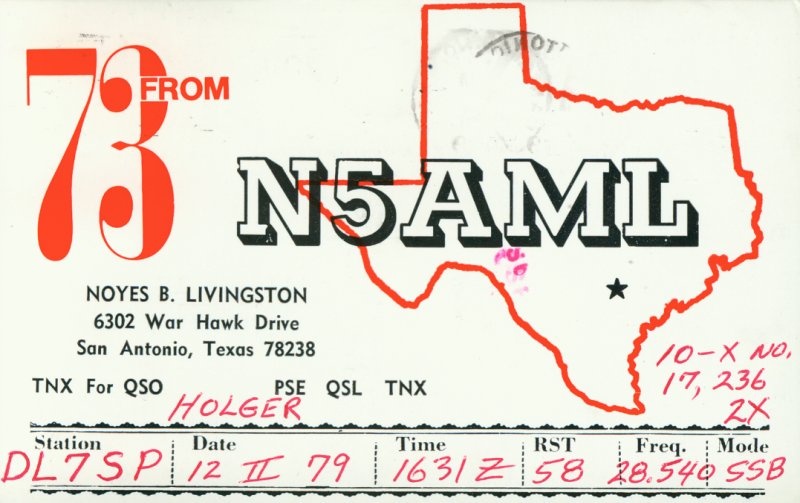 73 FROM
N5AML
NOYES B. LIVINGSTON
6302 War Hawk Drive
San Antonio, Texas 78238
TNX For QSO PSE QSL TNX
HOLGER
10-X NO.
17,236
2X
Station Date Time RST Freq. Mode
DL7SP 12 II 79 1631 Z 58 28.540 SSB